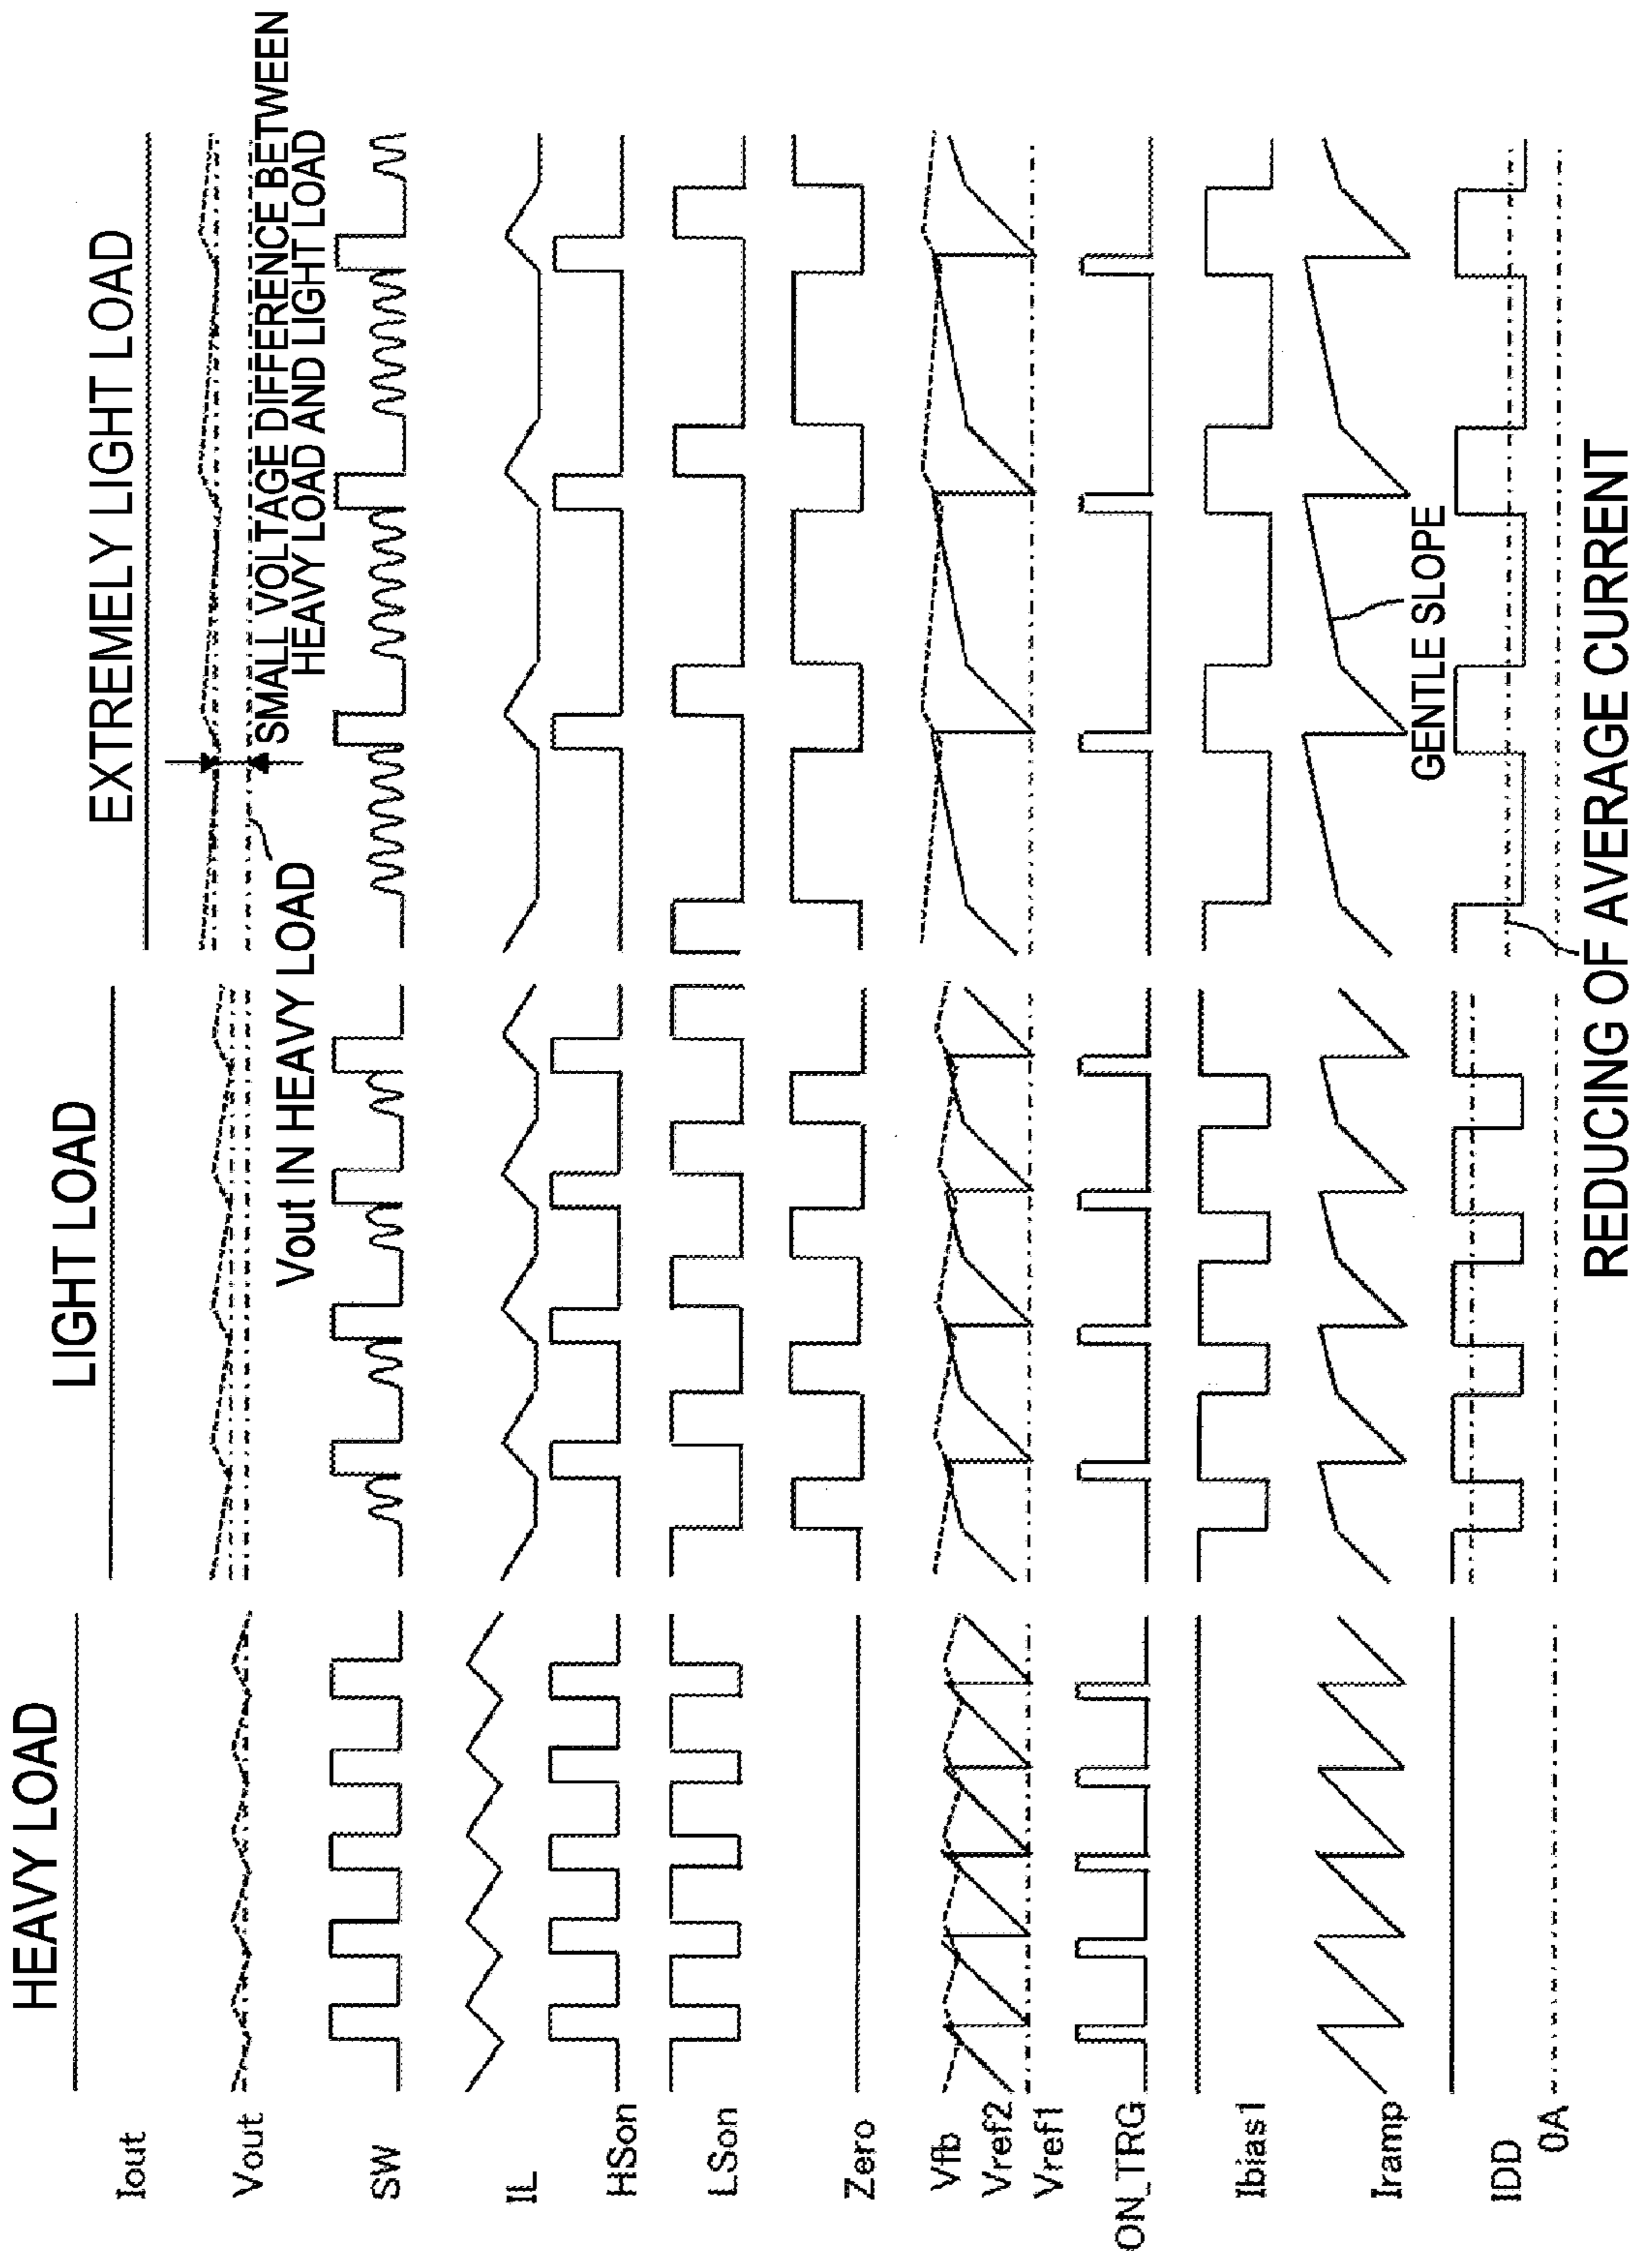 HEAVY LOAD
LIGHT LOAD
EXTREMELY LIGHT LOAD
Iout
Vout
SMALL VOLTAGE DIFFERENCE BETWEEN
HEAVY LOAD AND LIGHT LOAD
Vout IN HEAVY LOAD
SW
IL
HSon
LSon
Zero
Vfb
Vref2
Vref1
ON_TRG
Ibias1
Iramp
GENTLE SLOPE
IDD
0A
REDUCING OF AVERAGE CURRENT